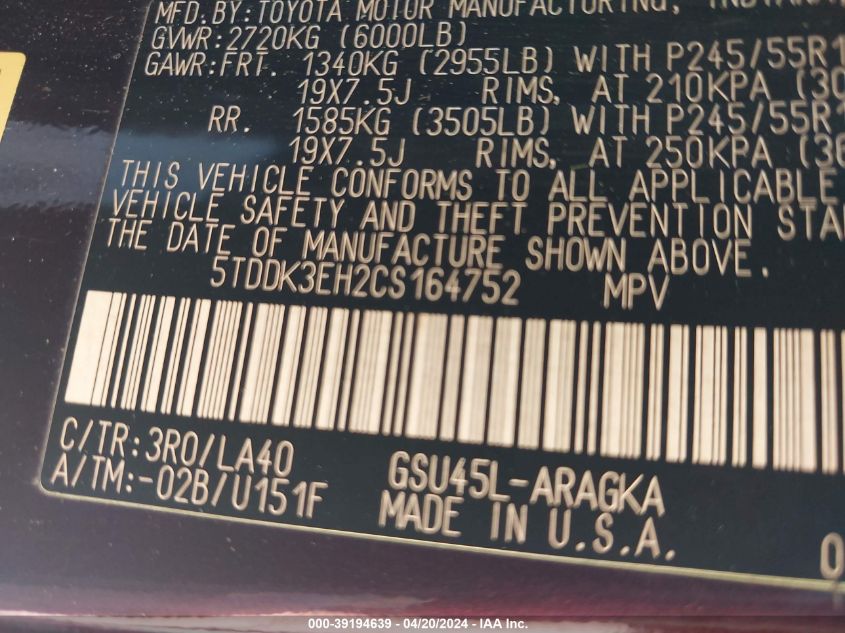 MFD. BY: TOYOTA MOTOR MANUFACTURING,
GVWR: 2720KG (6000LB)
GAWR: FRT. 1340KG (2955LB) WITH P245/55R1
19X7.5J RIMS, AT 210KPA (30
RR. 1585KG (3505LB) WITH P245/55R1
19X7.5J RIMS, AT 250KPA (36
THIS VEHICLE CONFORMS TO ALL APPLICABLE
VEHICLE SAFETY AND THEFT PREVENTION STA
THE DATE OF MANUFACTURE SHOWN ABOVE.
5TDDK3EH2CS164752 MPV
C/TR: 3R0/LA40 GSU45L-ARAGKA
A/TM: -02B/U151F MADE IN U.S.A.
0
000-39194639 - 04/20/2024 - IAA Inc.